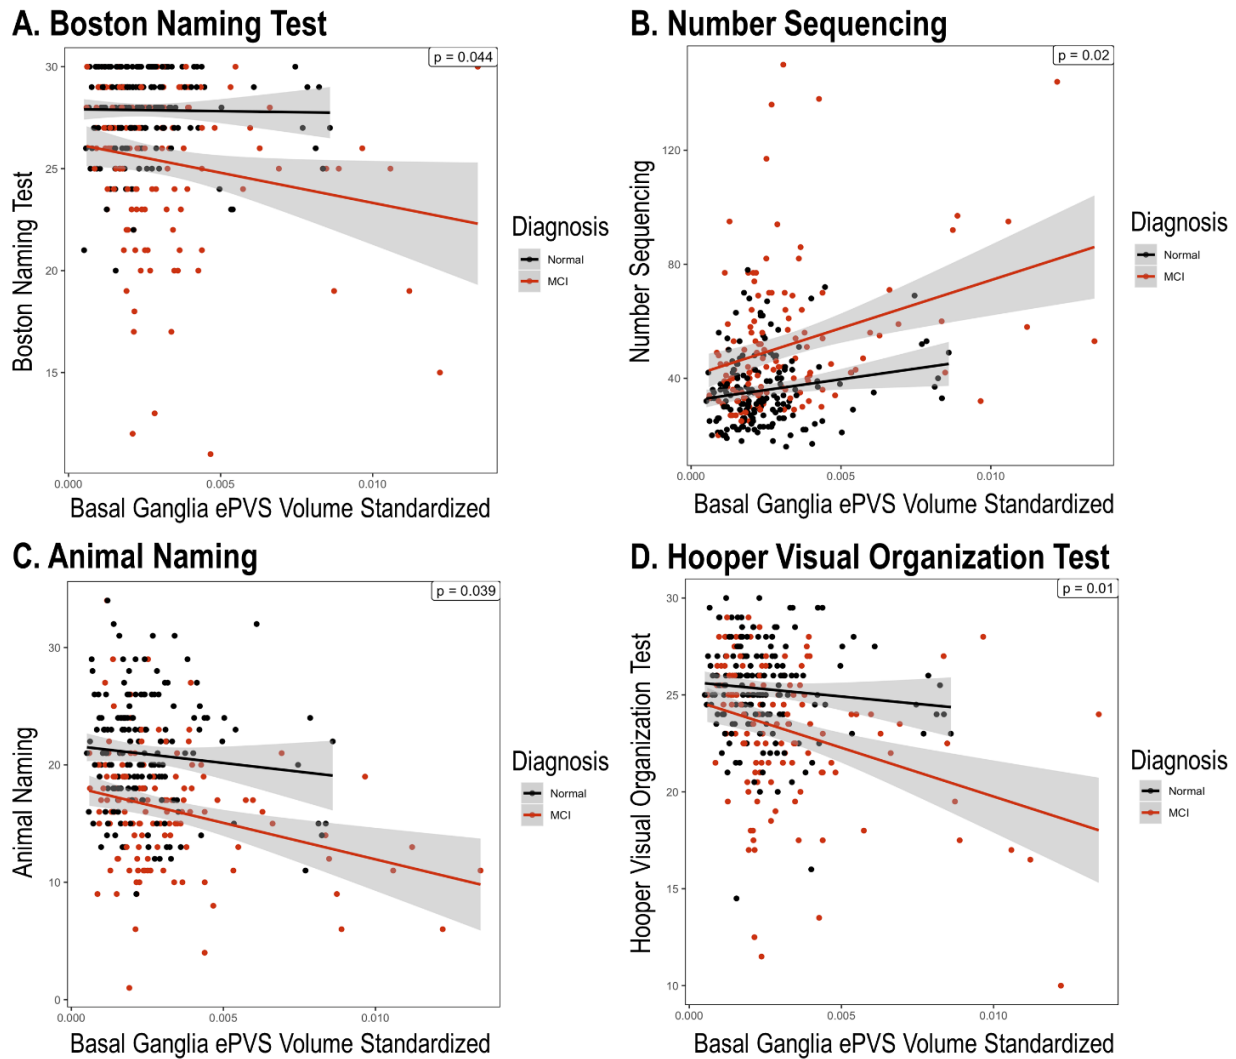 A. Boston Naming Test
p = 0.044
30
25
20
15
0.000
0.005
0.010
Boston Naming Test
Basal Ganglia ePVS Volume Standardized
Diagnosis
Normal
MCI
B. Number Sequencing
p = 0.02
120
80
40
0.000
0.005
0.010
Number Sequencing
Basal Ganglia ePVS Volume Standardized
Diagnosis
Normal
MCI
C. Animal Naming
p = 0.039
30
20
10
0
0.000
0.005
0.010
Animal Naming
Basal Ganglia ePVS Volume Standardized
Diagnosis
Normal
MCI
D. Hooper Visual Organization Test
p = 0.01
30
25
20
15
10
0.000
0.005
0.010
Hooper Visual Organization Test
Basal Ganglia ePVS Volume Standardized
Diagnosis
Normal
MCI